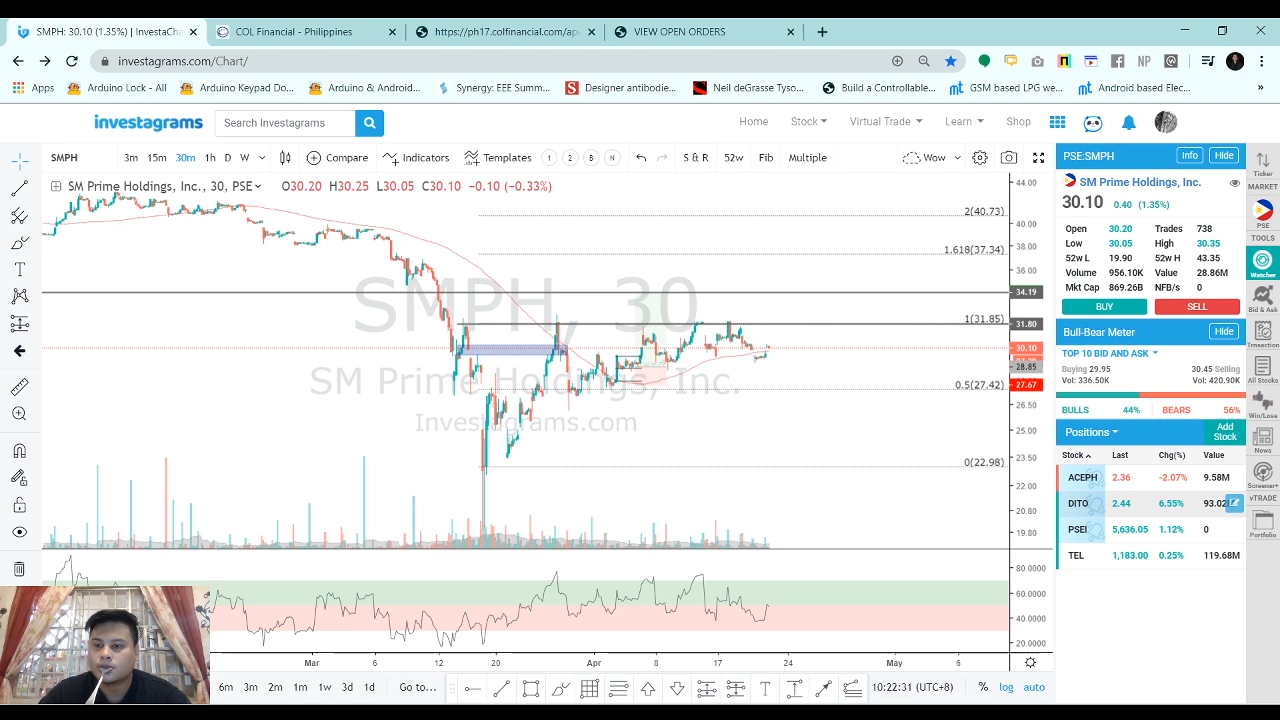 SMPH: 30.10 (1.35%) | InvestaCha
COL Financial - Philippines
https://ph17.colfinancial.com/ap
VIEW OPEN ORDERS
investagrams.com/Chart/
NP
Apps
Arduino Lock - All
Arduino Keypad Do...
Arduino & Android...
Synergy: EEE Summ...
Designer antibodie...
Neil deGrasse Tyso...
Build a Controllable...
GSM based LPG we...
Android based Elec...
investagrams
Search Investagrams
Home
Stock
Virtual Trade
Learn
Shop
SMPH
3m 15m 30m 1h D W
Compare
Indicators
Templates
1 2 B N
S & R
52w
Fib
Multiple
Wow
SM Prime Holdings, Inc., 30, PSE
O30.20 H30.25 L30.05 C30.10 -0.10 (-0.33%)
SMPH, 30
SM Prime Holdings, Inc.
Investagrams.com
2(40.73)
1.618(37.34)
1(31.85)
0.5(27.42)
0(22.98)
44.00
40.00
38.00
36.00
34.19
31.80
30.10
28.85
27.67
26.50
25.00
23.50
22.00
20.80
19.80
80.0000
60.0000
40.0000
20.0000
Mar 6 12 20 Apr 8 17 24 May 6
6m 3m 1m 1w 3d 1d
Go to...
10:22:31 (UTC+8)
% log auto
PSE:SMPH
Info
Hide
SM Prime Holdings, Inc.
30.10 0.40 (1.35%)
Open 30.20 Trades 738
Low 30.05 High 30.35
52w L 19.90 52w H 43.35
Volume 956.10K Value 28.86M
Mkt Cap 869.26B NFB/s 0
BUY
SELL
Bull-Bear Meter
Hide
TOP 10 BID AND ASK
Buying 29.95 30.45 Selling
Vol: 336.50K Vol: 420.90K
BULLS 44% BEARS 56%
Positions
Add Stock
Stock Last Chg(%) Value
ACEPH 2.36 -2.07% 9.58M
DITO 2.44 6.55% 93.02
PSEI 5,636.05 1.12% 0
TEL 1,183.00 0.25% 119.68M
Ticker
MARKET
PSE
TOOLS
Watcher
Bid & Ask
Trnsaction
All Stocks
Win/Lose
News
Screener+
vTRADE
Portfolio